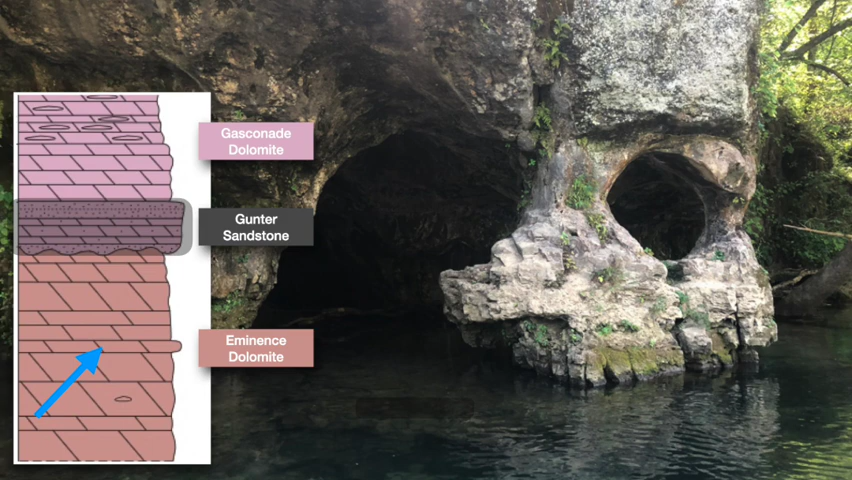 Gasconade
Dolomite
Gunter
Sandstone
Eminence
Dolomite